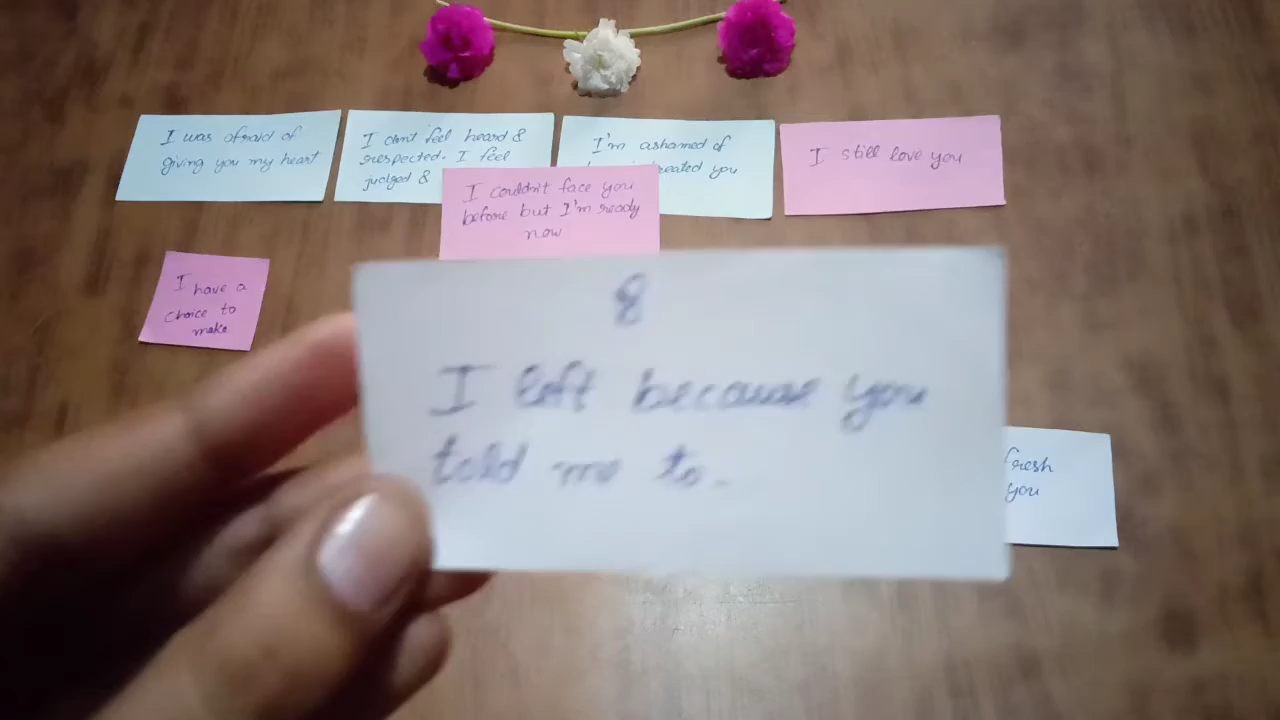 I was afraid of
giving you my heart
I don't feel heard &
respected. I feel
judged &
I'm ashamed of
treated you
I still love you
I couldn't face you
before but I'm ready
now
I have a
choice to
make
8
I left because you
told me to.
fresh
you